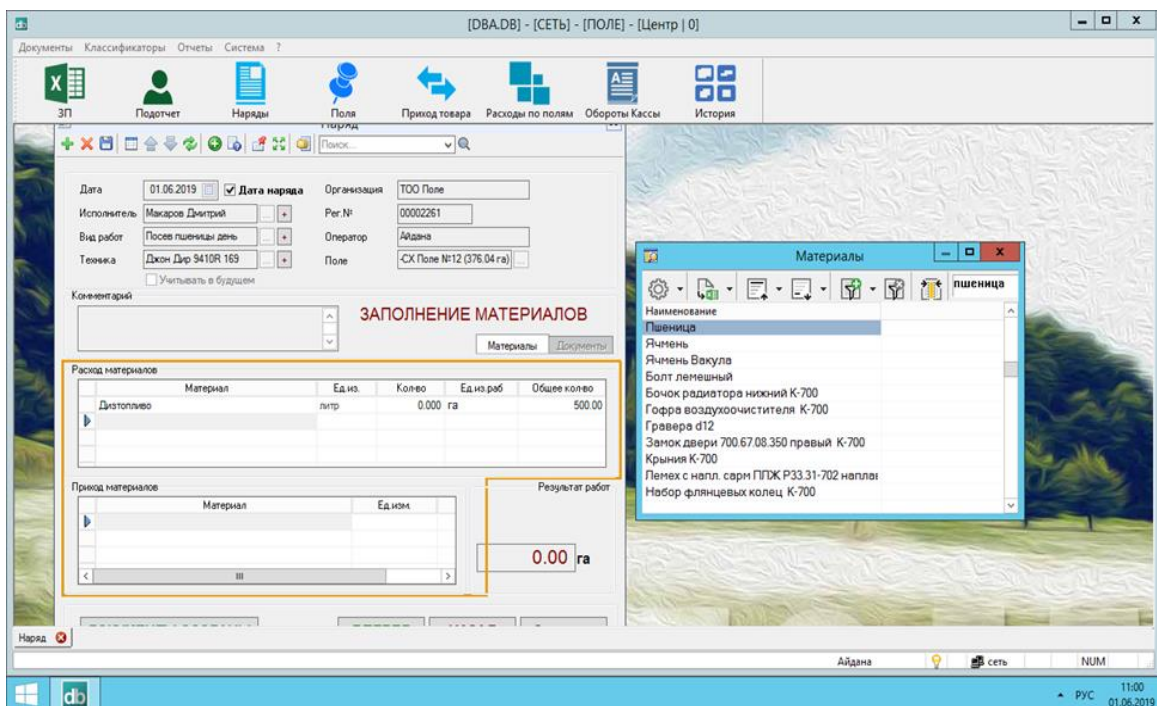 db
[DBA.DB] - [СЕТЬ] - [ПОЛЕ] - [Центр | 0]
Документы Классификаторы Отчеты Система ?
ЗП Подотчет Наряды Поля Приход товара Расходы по полям Обороты Кассы История
Наряд
Поиск...
Дата 01.06.2019 Дата наряда Организация ТОО Поле
Исполнитель Макаров Дмитрий ... + Рег.№ 00002261
Вид работ Посев пшеницы день ... + Оператор Айдана
Техника Джон Дир 9410R 169 ... + Поле -СХ Поле №12 (376.04 га) ...
Учитывать в будущем
Комментарий
ЗАПОЛНЕНИЕ МАТЕРИАЛОВ
Материалы Документы
Расход материалов
Материал Ед.из. Кол-во Ед.из.раб Общее кол-во
Дизтопливо литр 0.000 га 500.00
Приход материалов
Материал Ед.изм.
Результат работ
0.00 га
Материалы
пшеница
Наименование
Пшеница
Ячмень
Ячмень Вакула
Болт лемешный
Бочок радиатора нижний К-700
Гофра воздухоочистителя К-700
Гравера d12
Замок двери 700.67.08.350 правый К-700
Крыния К-700
Лемех с напл. сарм ППЖ Р33.31-702 наплав
Набор флянцевых колец К-700
Наряд
Айдана сеть NUM
db
РУС 11:00
01.06.2019